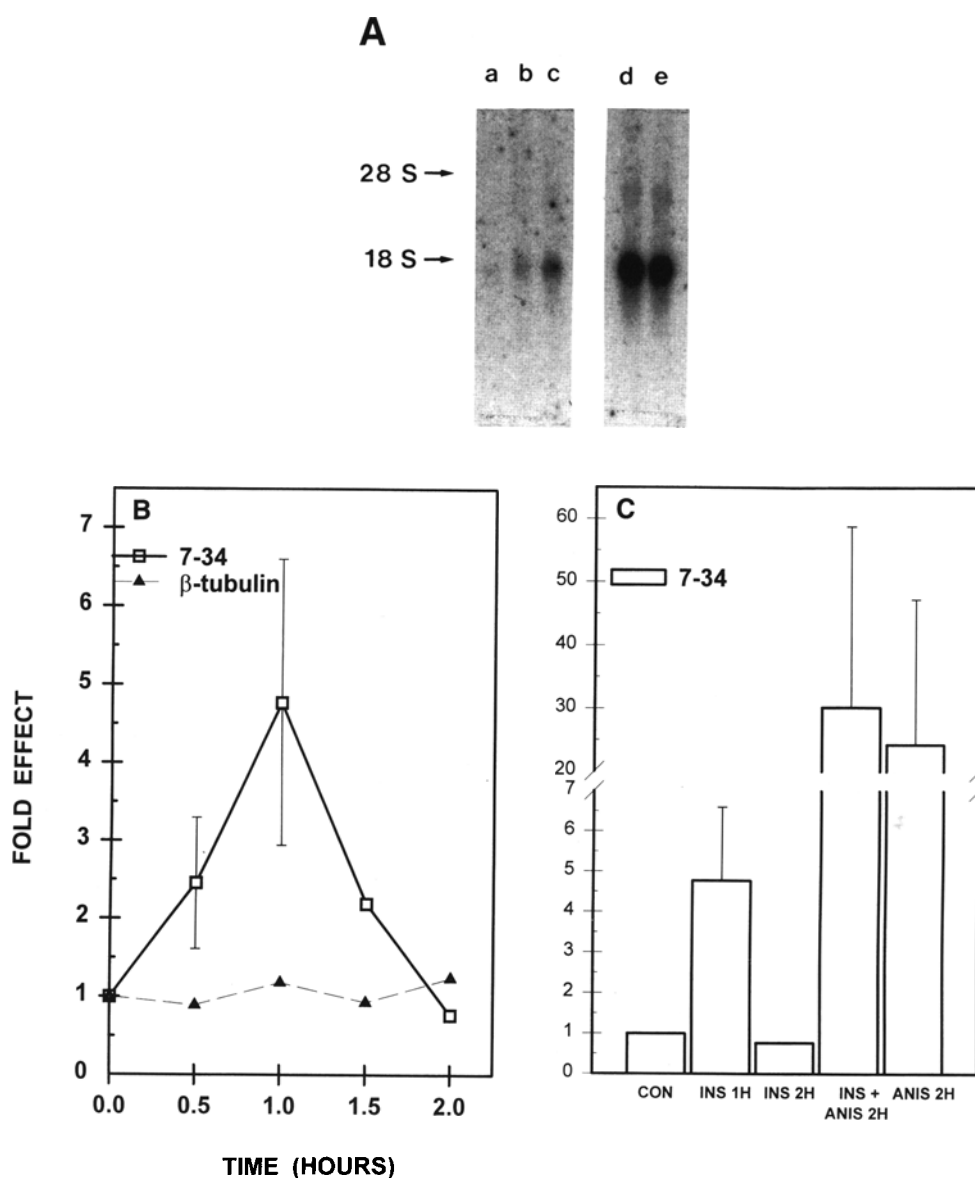 A
a b c d e
28 S
18 S
B
7-34
β-tubulin
7
6
5
4
3
2
1
0
0.0 0.5 1.0 1.5 2.0
FOLD EFFECT
TIME (HOURS)
C
7-34
60
50
40
30
20
7
6
5
4
3
2
1
0
CON INS 1H INS 2H INS + ANIS 2H
ANIS 2H